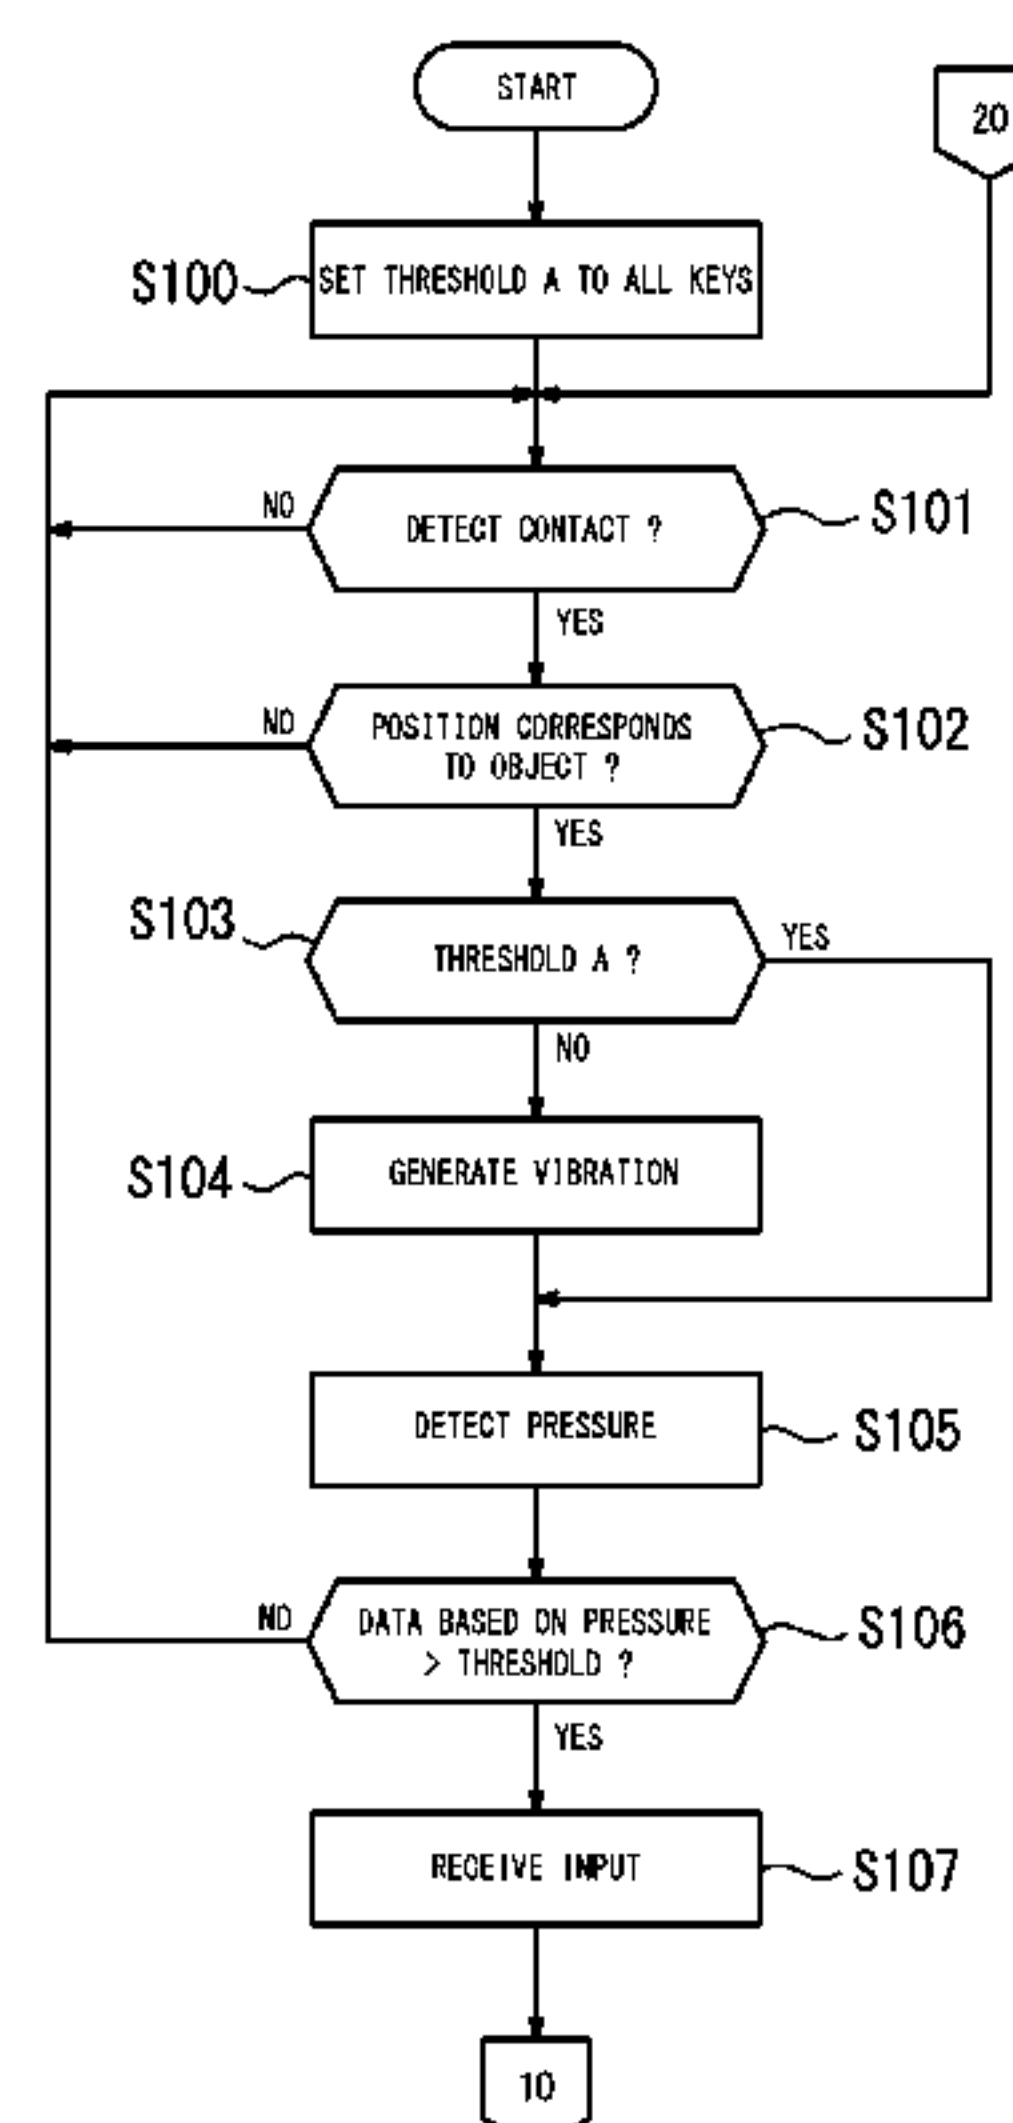 START
20
S100
SET THRESHOLD A TO ALL KEYS
NO
DETECT CONTACT ?
S101
YES
NO
POSITION CORRESPONDS
TO OBJECT ?
S102
YES
S103
THRESHOLD A ?
YES
NO
S104
GENERATE VIBRATION
DETECT PRESSURE
S105
NO
DATA BASED ON PRESSURE
> THRESHOLD ?
S106
YES
RECEIVE INPUT
S107
10